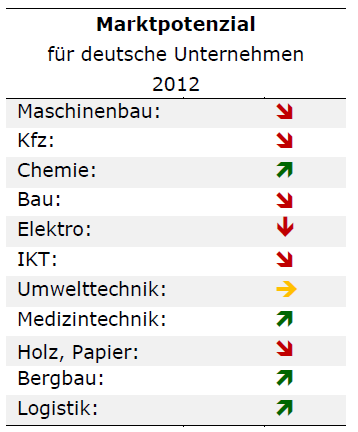 Marktpotenzial
für deutsche Unternehmen
2012
Maschinenbau:
Kfz:
Chemie:
Bau:
Elektro:
IKT:
Umwelttechnik:
Medizintechnik:
Holz, Papier:
Bergbau:
Logistik: